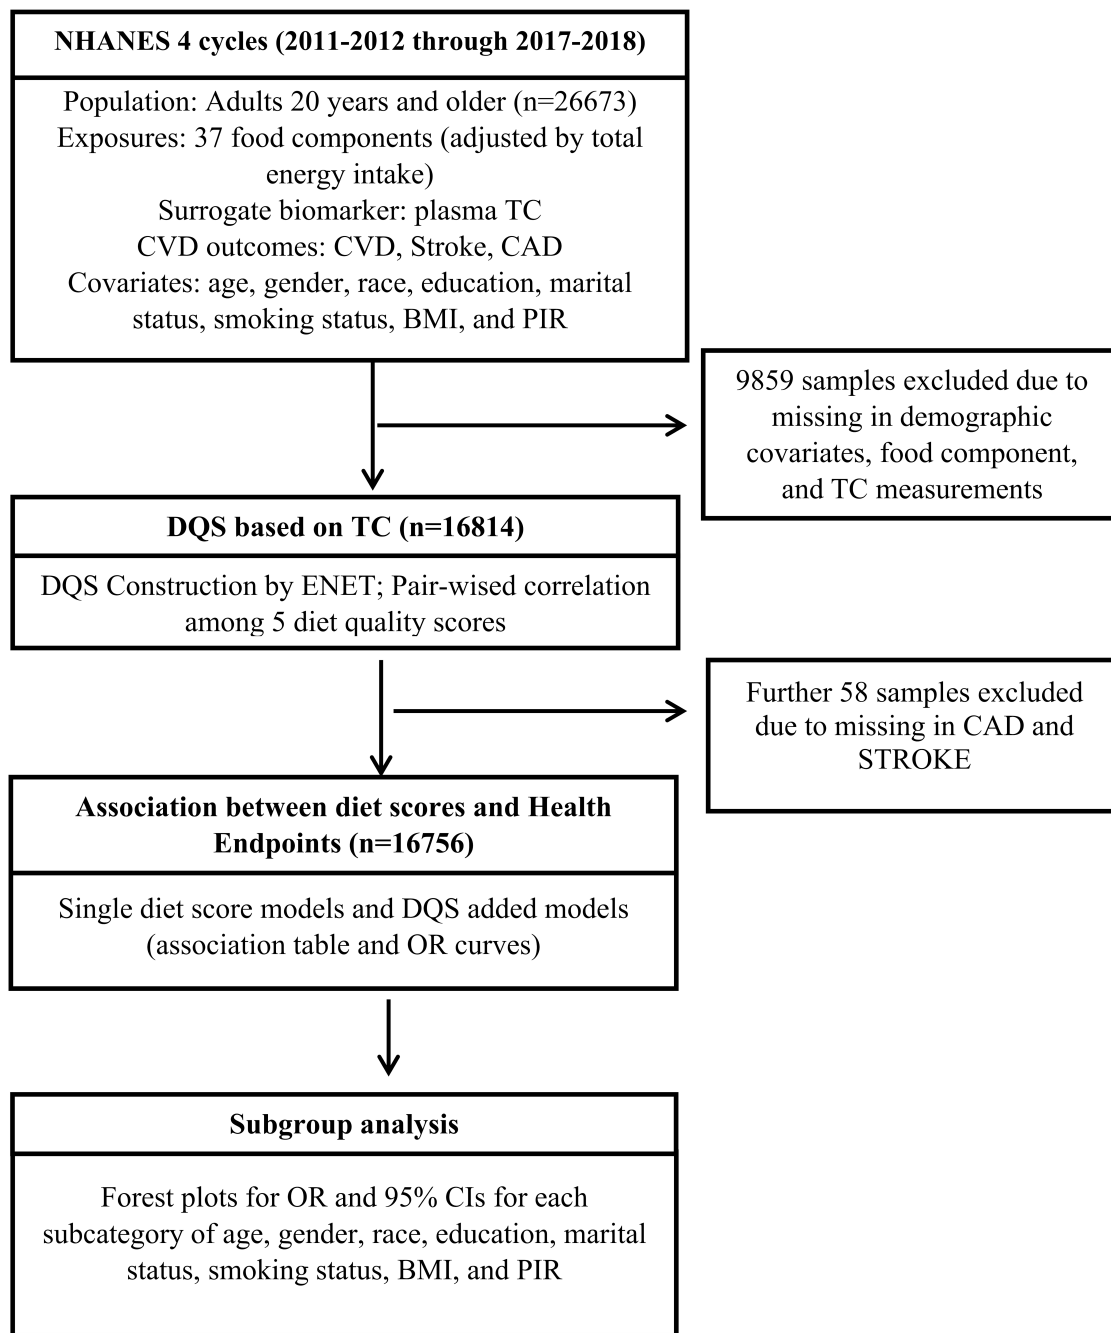 NHANES 4 cycles (2011-2012 through 2017-2018)
Population: Adults 20 years and older (n=26673)
Exposures: 37 food components (adjusted by total
energy intake)
Surrogate biomarker: plasma TC
CVD outcomes: CVD, Stroke, CAD
Covariates: age, gender, race, education, marital
status, smoking status, BMI, and PIR
9859 samples excluded due to
missing in demographic
covariates, food component,
and TC measurements
DQS based on TC (n=16814)
DQS Construction by ENET; Pair-wised correlation
among 5 diet quality scores
Further 58 samples excluded
due to missing in CAD and
STROKE
Association between diet scores and Health
Endpoints (n=16756)
Single diet score models and DQS added models
(association table and OR curves)
Subgroup analysis
Forest plots for OR and 95% CIs for each
subcategory of age, gender, race, education, marital
status, smoking status, BMI, and PIR